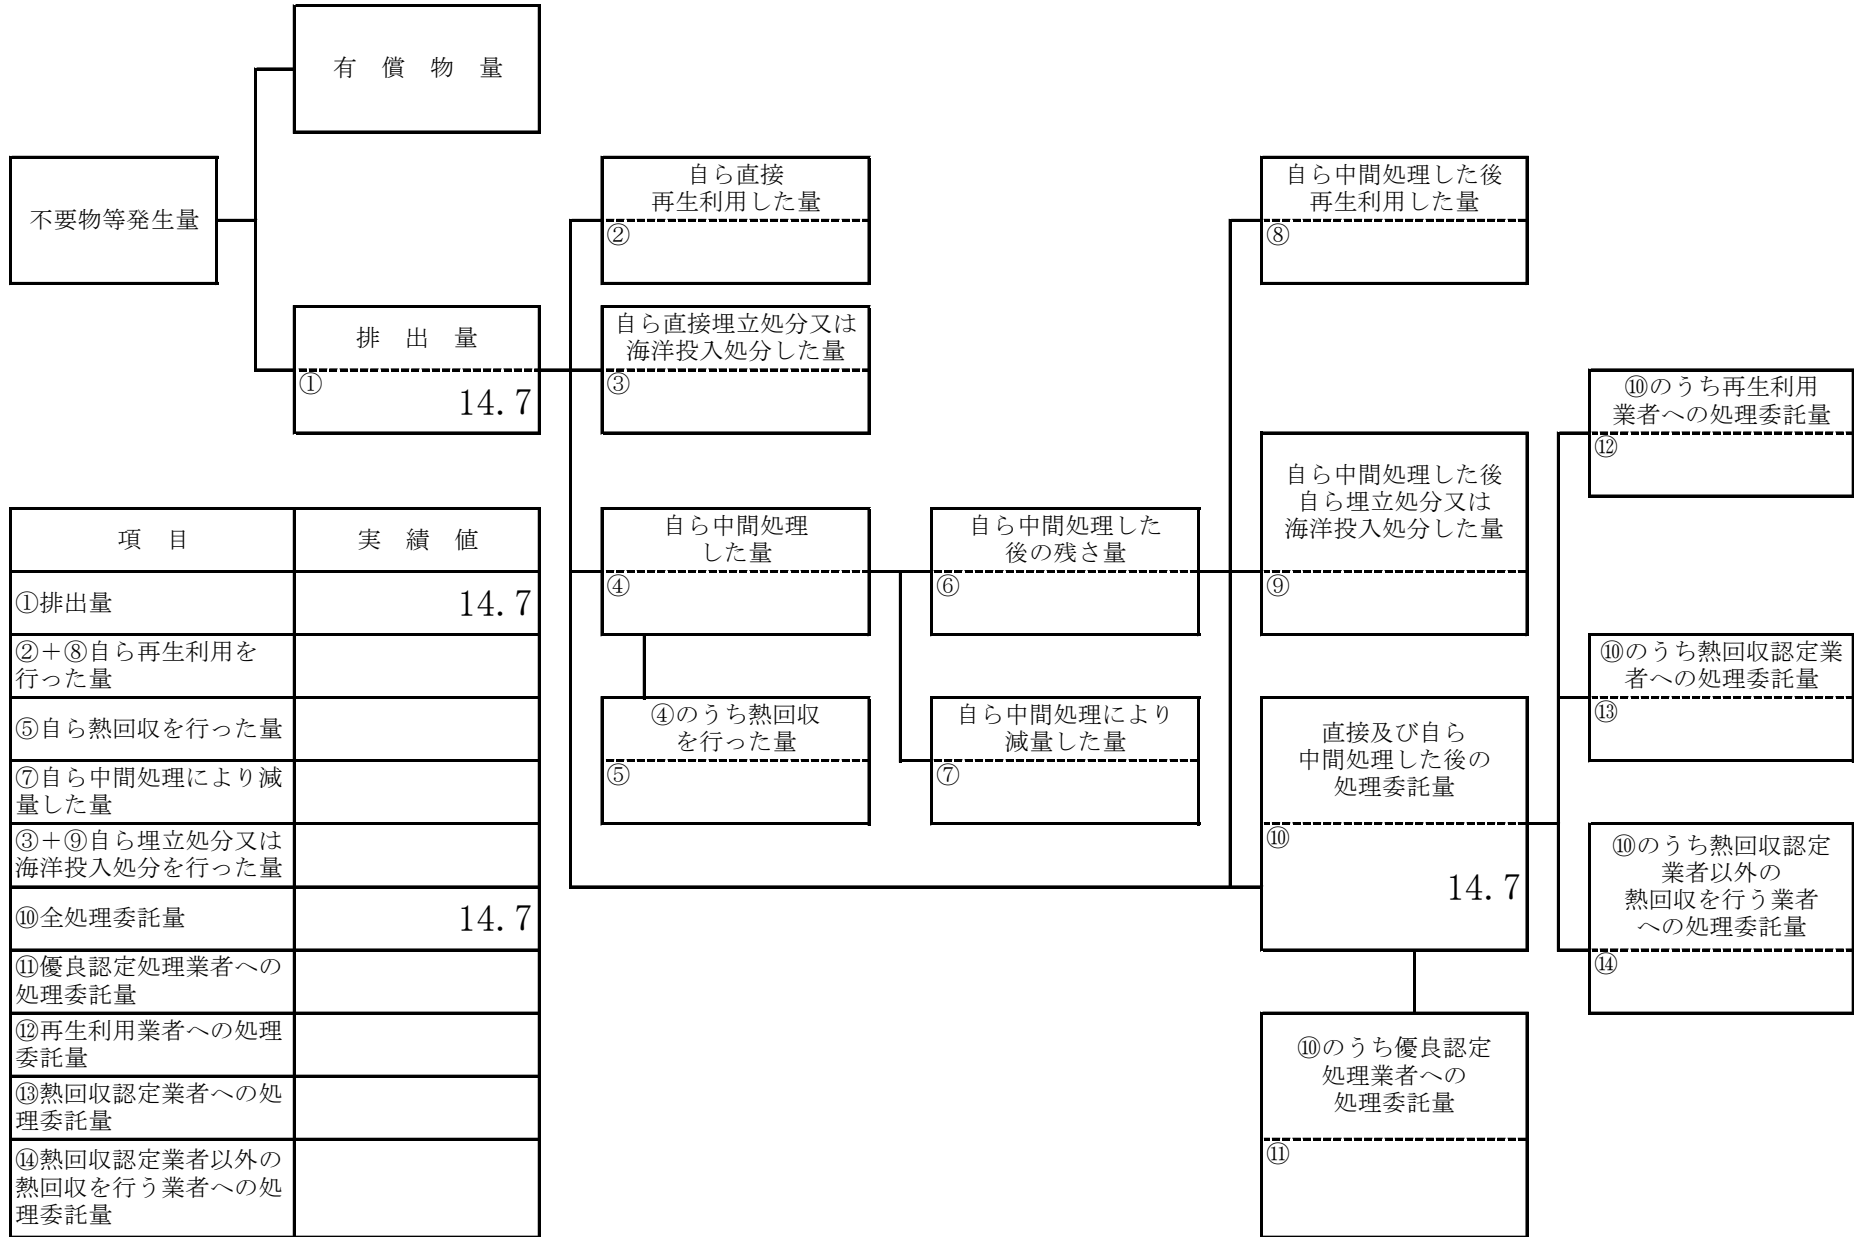 有　償　物　量
不要物等発生量
排　出　量
①
14.7
自ら直接
再生利用した量
②
自ら直接埋立処分又は
海洋投入処分した量
③
自ら中間処理
した量
④
④のうち熱回収
を行った量
⑤
自ら中間処理した
後の残さ量
⑥
自ら中間処理により
減量した量
⑦
自ら中間処理した後
再生利用した量
⑧
自ら中間処理した後
自ら埋立処分又は
海洋投入処分した量
⑨
直接及び自ら
中間処理した後の
処理委託量
⑩
14.7
⑩のうち優良認定
処理業者への
処理委託量
⑪
⑩のうち再生利用
業者への処理委託量
⑫
⑩のうち熱回収認定業
者への処理委託量
⑬
⑩のうち熱回収認定
業者以外の
熱回収を行う業者
への処理委託量
⑭
項　目　実　績　値
①排出量　14.7
②＋⑧自ら再生利用を
行った量
⑤自ら熱回収を行った量
⑦自ら中間処理により減
量した量
③＋⑨自ら埋立処分又は
海洋投入処分を行った量
⑩全処理委託量　14.7
⑪優良認定処理業者への
処理委託量
⑫再生利用業者への処理
委託量
⑬熱回収認定業者への処
理委託量
⑭熱回収認定業者以外の
熱回収を行う業者への処
理委託量